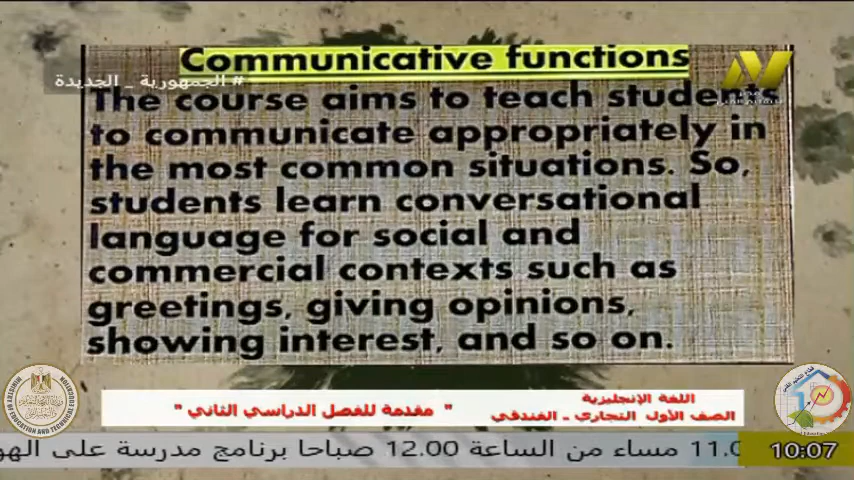 Communicative functions
# الجمهورية _ الجديدة
The course aims to teach students
to communicate appropriately in
the most common situations. So,
students learn conversational
language for social and
commercial contexts such as
greetings, giving opinions,
showing interest, and so on.
اللغة الإنجليزية
الصف الأول التجاري - الفندقي
" مقدمة للفصل الدراسي الثاني "
11.0 مساء من الساعة 12.00 صباحا برنامج مدرسة على
10:07